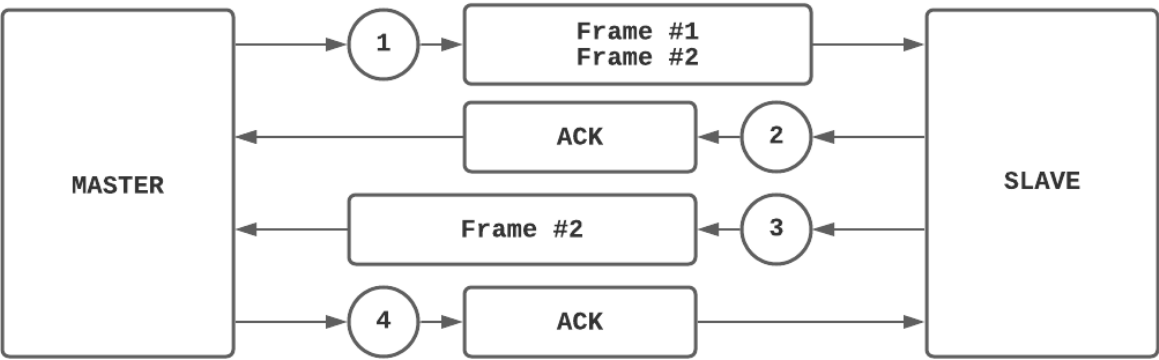 MASTER
1
Frame #1
Frame #2
SLAVE
ACK
2
Frame #2
3
4
ACK